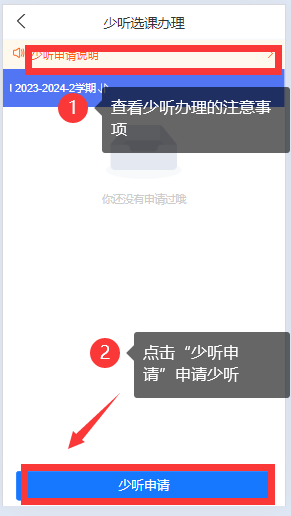 少听选课办理
少听申请说明
2023-2024-2学期
1
查看少听办理的注意事
项
你还没有申请过哦
2
点击“少听申
请”申请少听
少听申请